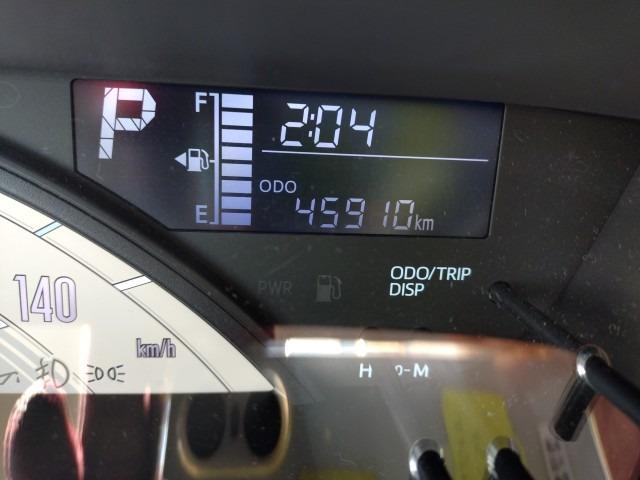 P
F
2:04
ODO
E
45910km
PWR
ODO/TRIP
DISP
140
km/h
H
-M